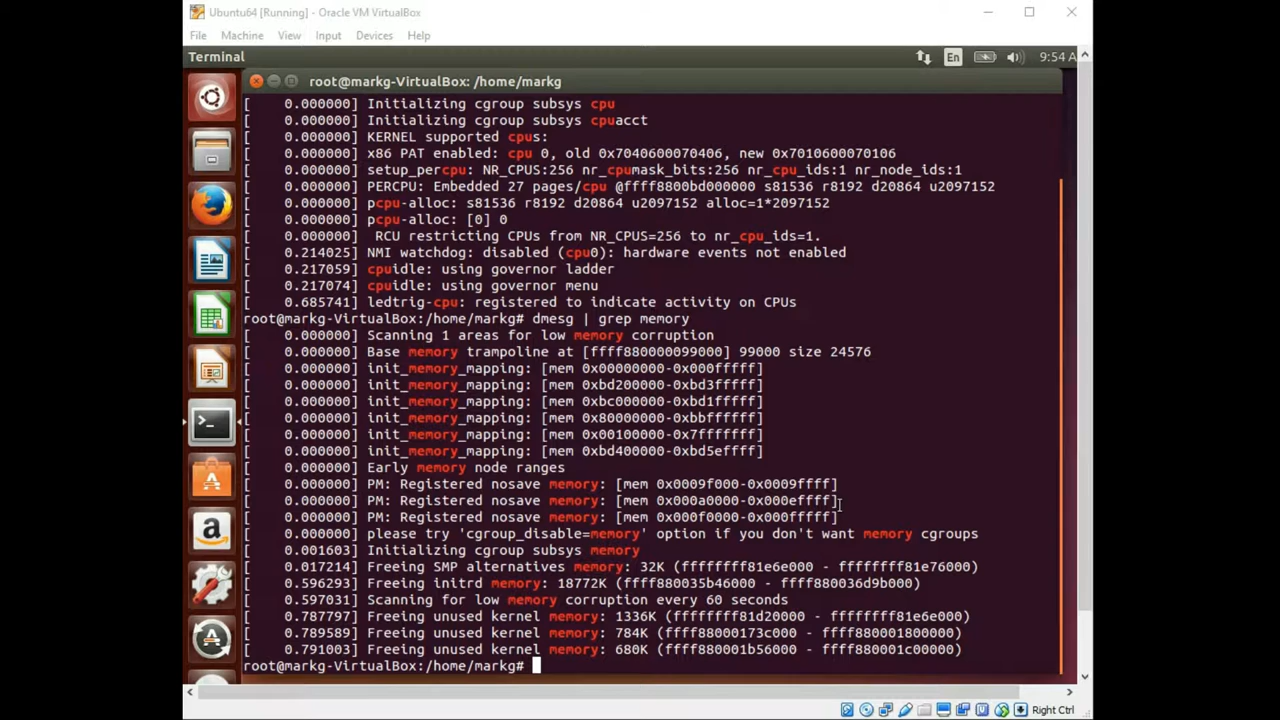 Ubuntu64 [Running] - Oracle VM VirtualBox
File Machine View Input Devices Help
Terminal En 9:54 A
root@markg-VirtualBox: /home/markg
[ 0.000000] Initializing cgroup subsys cpu
[ 0.000000] Initializing cgroup subsys cpuacct
[ 0.000000] KERNEL supported cpus:
[ 0.000000] x86 PAT enabled: cpu 0, old 0x7040600070406, new 0x7010600070106
[ 0.000000] setup_percpu: NR_CPUS:256 nr_cpumask_bits:256 nr_cpu_ids:1 nr_node_ids:1
[ 0.000000] PERCPU: Embedded 27 pages/cpu @ffff8800bd000000 s81536 r8192 d20864 u2097152
[ 0.000000] pcpu-alloc: s81536 r8192 d20864 u2097152 alloc=1*2097152
[ 0.000000] pcpu-alloc: [0] 0
[ 0.000000] RCU restricting CPUs from NR_CPUS=256 to nr_cpu_ids=1.
[ 0.214025] NMI watchdog: disabled (cpu0): hardware events not enabled
[ 0.217059] cpuidle: using governor ladder
[ 0.217074] cpuidle: using governor menu
[ 0.685741] ledtrig-cpu: registered to indicate activity on CPUs
root@markg-VirtualBox:/home/markg# dmesg | grep memory
[ 0.000000] Scanning 1 areas for low memory corruption
[ 0.000000] Base memory trampoline at [ffff880000099000] 99000 size 24576
[ 0.000000] init_memory_mapping: [mem 0x00000000-0x000fffff]
[ 0.000000] init_memory_mapping: [mem 0xbd200000-0xbd3fffff]
[ 0.000000] init_memory_mapping: [mem 0xbc000000-0xbd1fffff]
[ 0.000000] init_memory_mapping: [mem 0x80000000-0xbbffffff]
[ 0.000000] init_memory_mapping: [mem 0x00100000-0x7fffffff]
[ 0.000000] init_memory_mapping: [mem 0xbd400000-0xbd5effff]
[ 0.000000] Early memory node ranges
[ 0.000000] PM: Registered nosave memory: [mem 0x0009f000-0x0009ffff]
[ 0.000000] PM: Registered nosave memory: [mem 0x000a0000-0x000effff]
[ 0.000000] PM: Registered nosave memory: [mem 0x000f0000-0x000fffff]
[ 0.000000] please try 'cgroup_disable=memory' option if you don't want memory cgroups
[ 0.001603] Initializing cgroup subsys memory
[ 0.017214] Freeing SMP alternatives memory: 32K (ffffffff81e6e000 - ffffffff81e76000)
[ 0.596293] Freeing initrd memory: 18772K (ffff880035b46000 - ffff880036d9b000)
[ 0.597031] Scanning for low memory corruption every 60 seconds
[ 0.787797] Freeing unused kernel memory: 1336K (ffffffff81d20000 - ffffffff81e6e000)
[ 0.789589] Freeing unused kernel memory: 784K (ffff88000173c000 - ffff880001800000)
[ 0.791003] Freeing unused kernel memory: 680K (ffff880001b56000 - ffff880001c00000)
root@markg-VirtualBox:/home/markg#
Right Ctrl